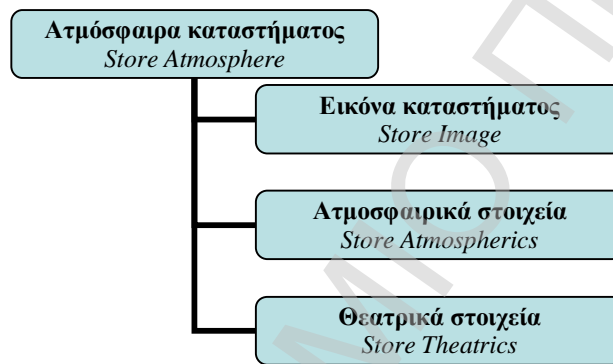 Ατμόσφαιρα καταστήματος
Store Atmosphere
Εικόνα καταστήματος
Store Image
Ατμοσφαιρικά στοιχεία
Store Atmospherics
Θεατρικά στοιχεία
Store Theatrics